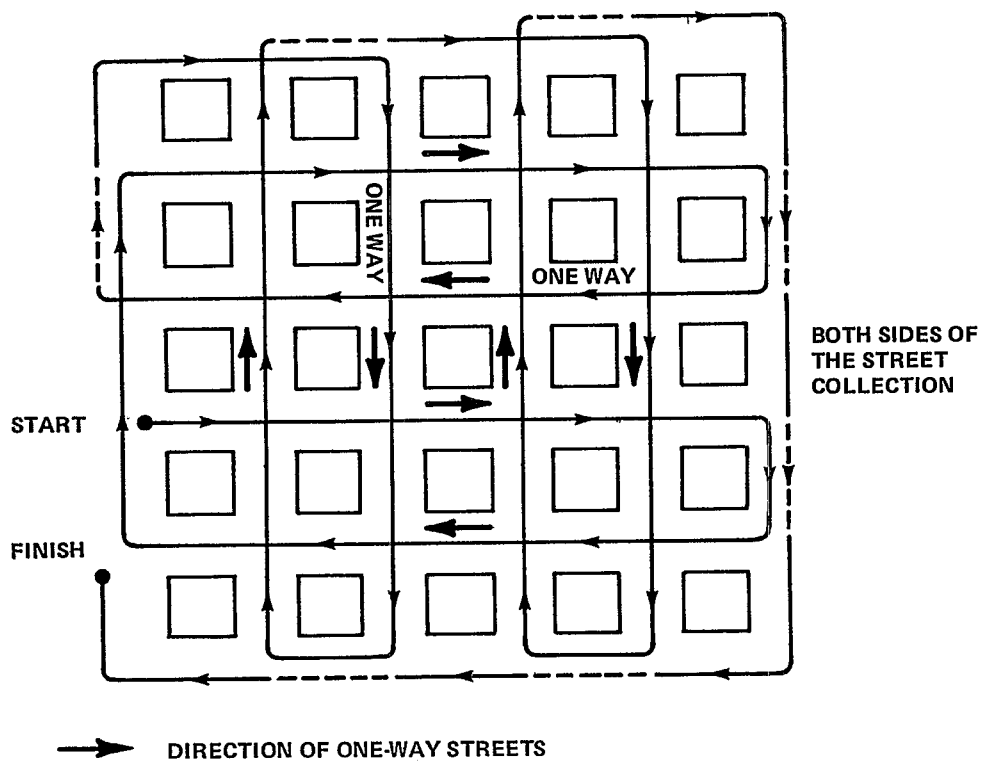 ONE WAY
ONE WAY
BOTH SIDES OF
THE STREET
COLLECTION
START
FINISH
DIRECTION OF ONE-WAY STREETS